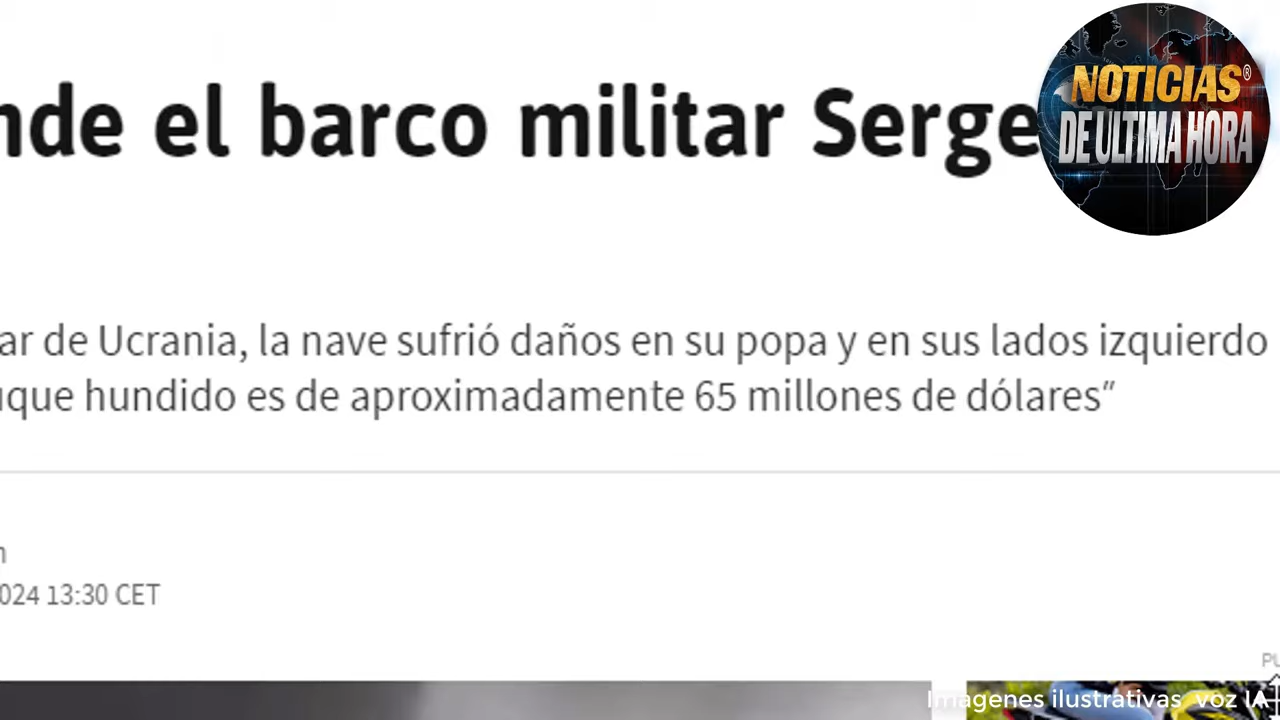 nde el barco militar Serge
NOTICIAS®
DE ULTIMA HORA
ar de Ucrania, la nave sufrió daños en su popa y en sus lados izquierdo
uque hundido es de aproximadamente 65 millones de dólares”
n
024 13:30 CET
PU
Imagenes ilustrativas voz IA